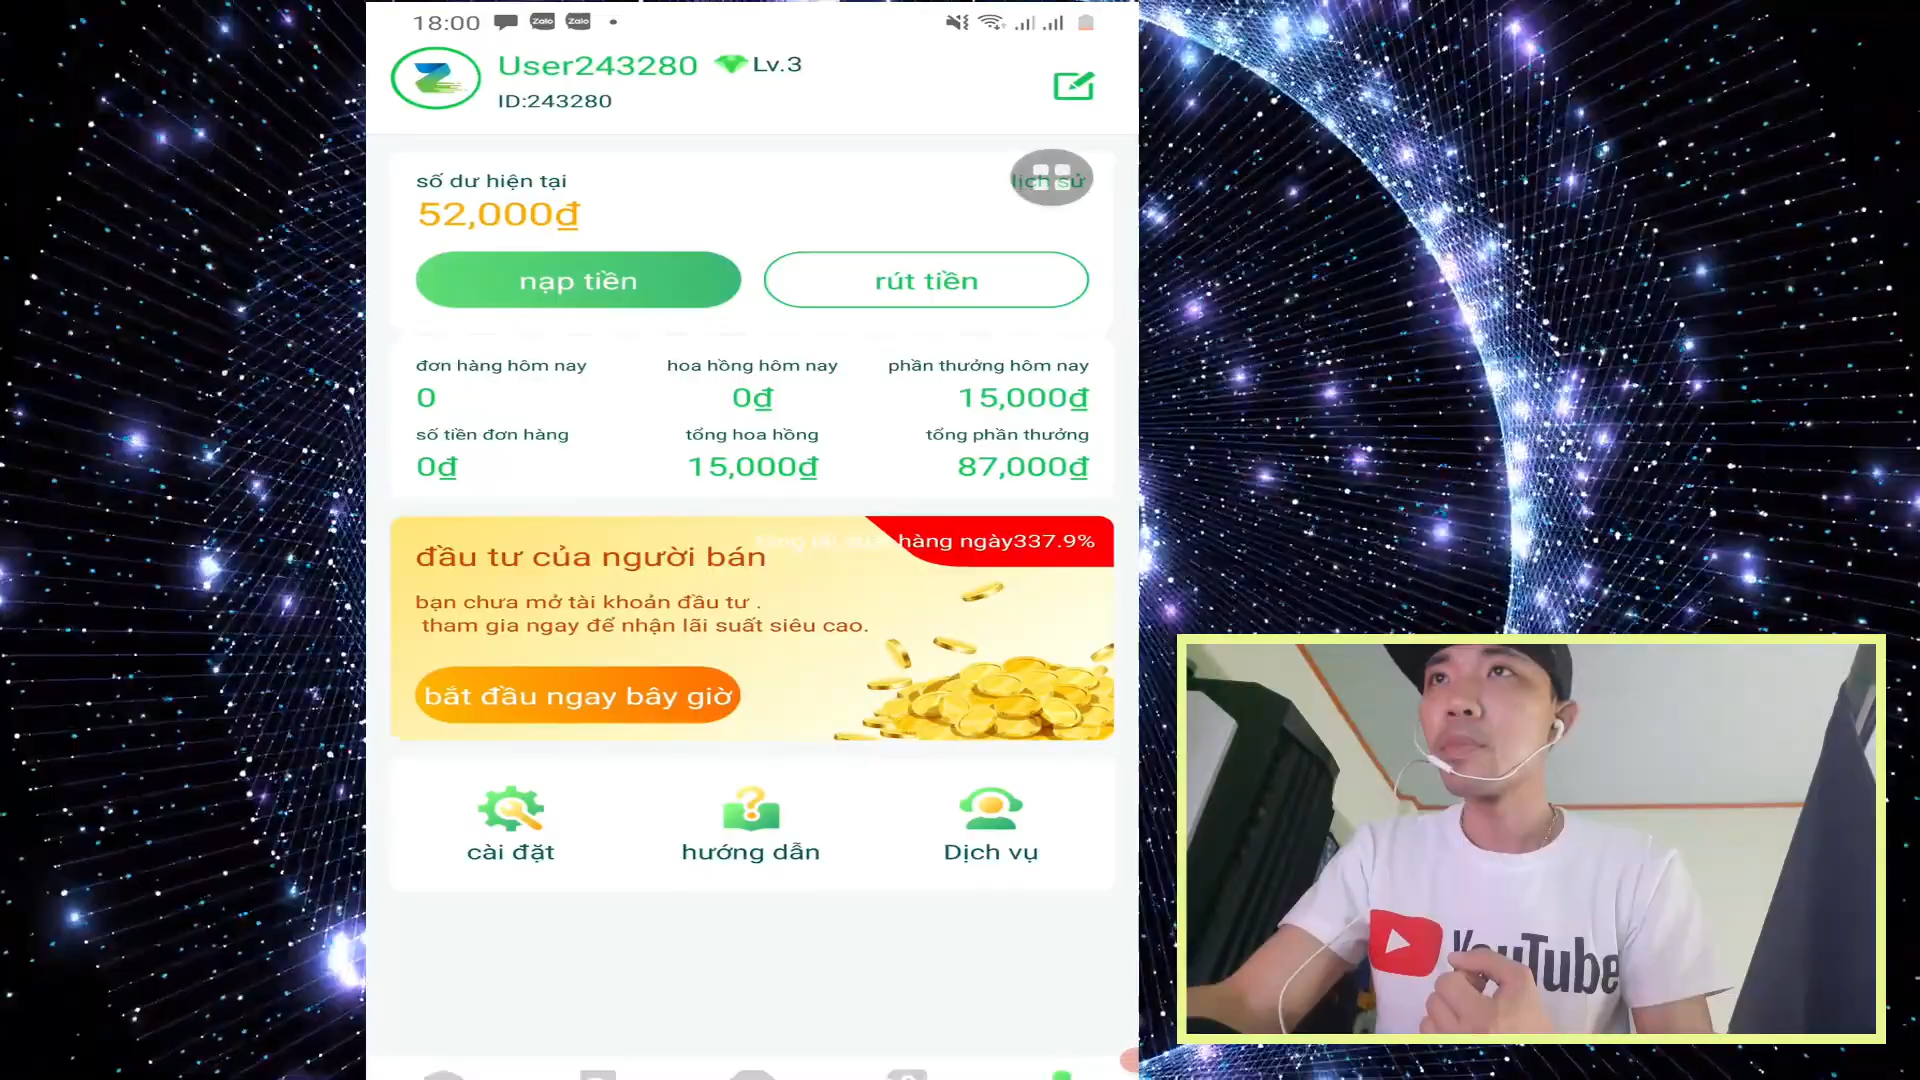 18:00
Zalo
Zalo
User243280
Lv.3
ID:243280
số dư hiện tại
lịch sử
52,000₫
nạp tiền
rút tiền
đơn hàng hôm nay
hoa hồng hôm nay
phần thưởng hôm nay
0
0₫
15,000₫
số tiền đơn hàng
tổng hoa hồng
tổng phần thưởng
0₫
15,000₫
87,000₫
hàng ngày337.9%
đầu tư của người bán
bạn chưa mở tài khoản đầu tư .
tham gia ngay để nhận lãi suất siêu cao.
bắt đầu ngay bây giờ
cài đặt
hướng dẫn
Dịch vụ
YouTube